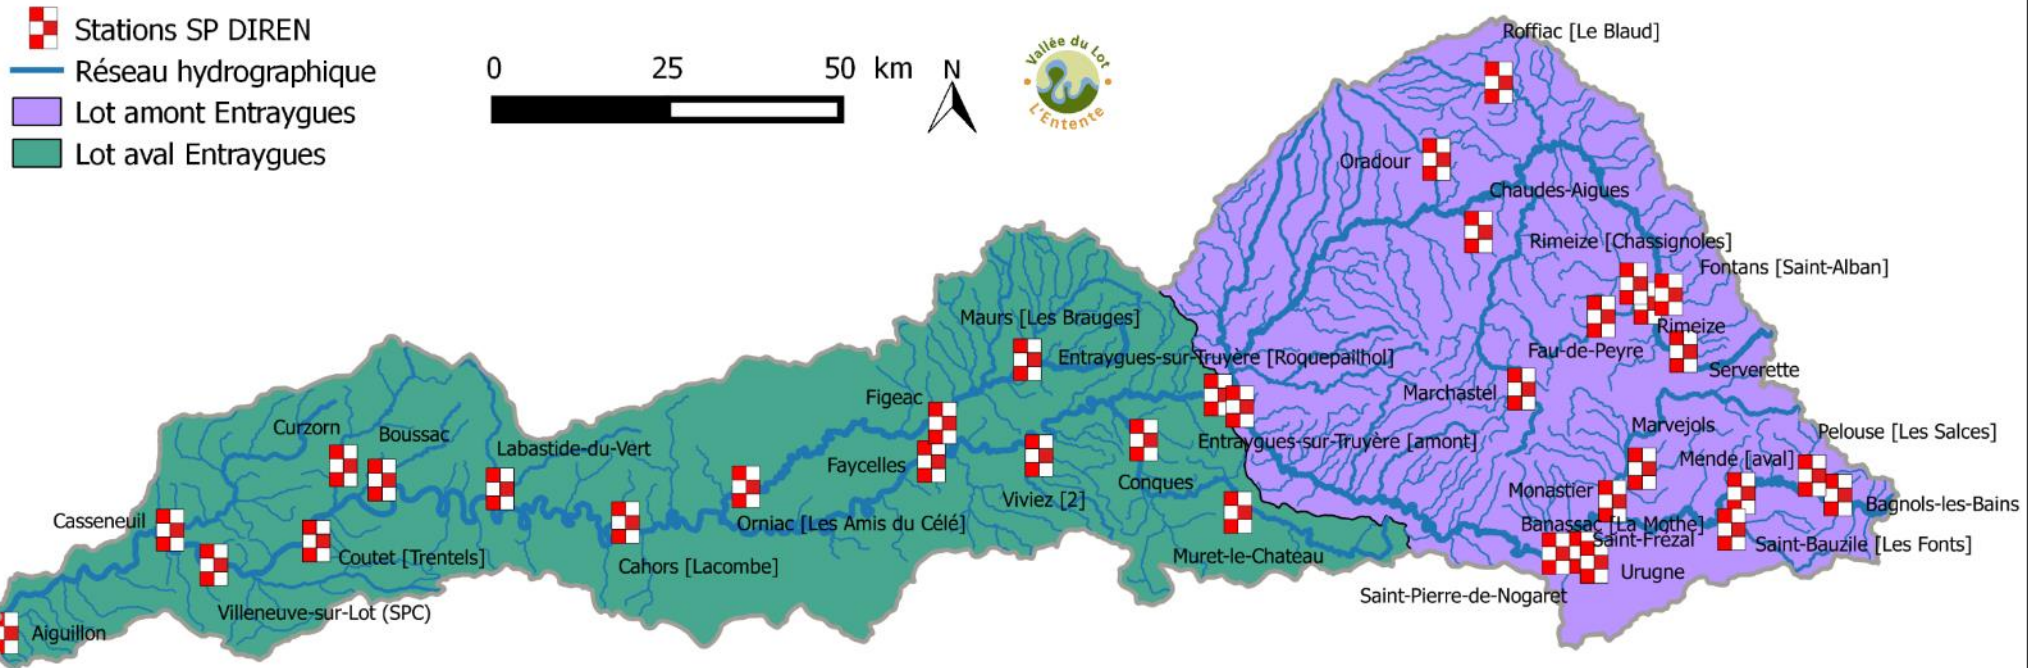 Stations SP DIREN
Réseau hydrographique
Lot amont Entraygues
Lot aval Entraygues
0 25 50 km
N
Vallée du Lot
L'Entente
Roffiac [Le Blaud]
Oradour
Chaudes-Aigues
Rimeize [Chassignoles]
Fontans [Saint-Alban]
Maurs [Les Brauges]
Rimeize
Entraygues-sur-Truyère [Roquepailhol]
Fau-de-Peyre
Serverette
Marchastel
Figeac
Marvejols
Curzorn
Boussac
Pelouse [Les Salces]
Entraygues-sur-Truyère [amont]
Labastide-du-Vert
Mende [aval]
Faycelles
Conques
Monastier
Viviez [2]
Bagnols-les-Bains
Casseneuil
Orniac [Les Amis du Célé]
Banassac [La Mothe]
Saint-Frézal
Saint-Bauzile [Les Fonts]
Coutet [Trentels]
Muret-le-Chateau
Cahors [Lacombe]
Urugne
Saint-Pierre-de-Nogaret
Villeneuve-sur-Lot (SPC)
Aiguillon